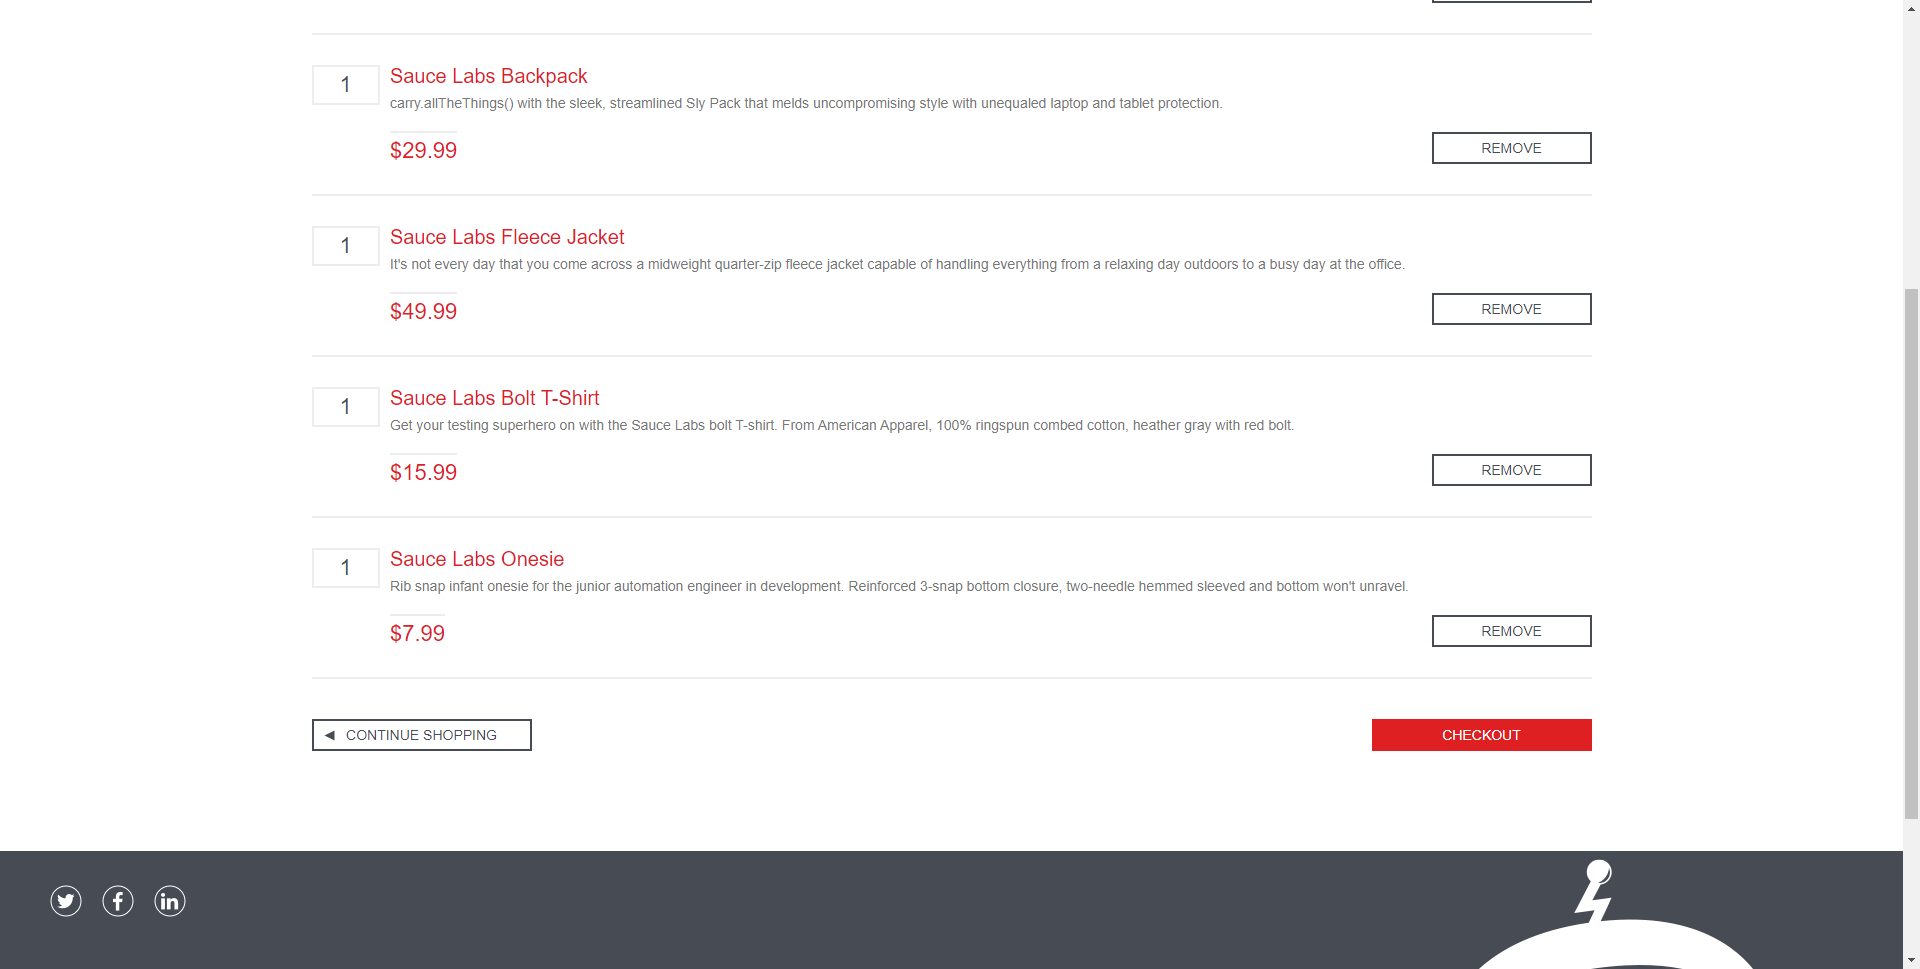 1
Sauce Labs Backpack
carry.allTheThings() with the sleek, streamlined Sly Pack that melds uncompromising style with unequaled laptop and tablet protection.
$29.99
REMOVE
1
Sauce Labs Fleece Jacket
It's not every day that you come across a midweight quarter-zip fleece jacket capable of handling everything from a relaxing day outdoors to a busy day at the office.
$49.99
REMOVE
1
Sauce Labs Bolt T-Shirt
Get your testing superhero on with the Sauce Labs bolt T-shirt. From American Apparel, 100% ringspun combed cotton, heather gray with red bolt.
$15.99
REMOVE
1
Sauce Labs Onesie
Rib snap infant onesie for the junior automation engineer in development. Reinforced 3-snap bottom closure, two-needle hemmed sleeved and bottom won't unravel.
$7.99
REMOVE
CONTINUE SHOPPING
CHECKOUT